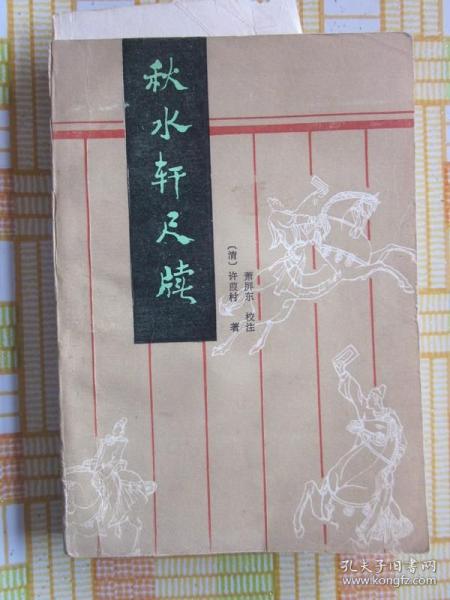 秋水轩尺牍
〔清〕许葭村 著
萧屏东 校注
孔夫子旧书网
www.kongfz.com